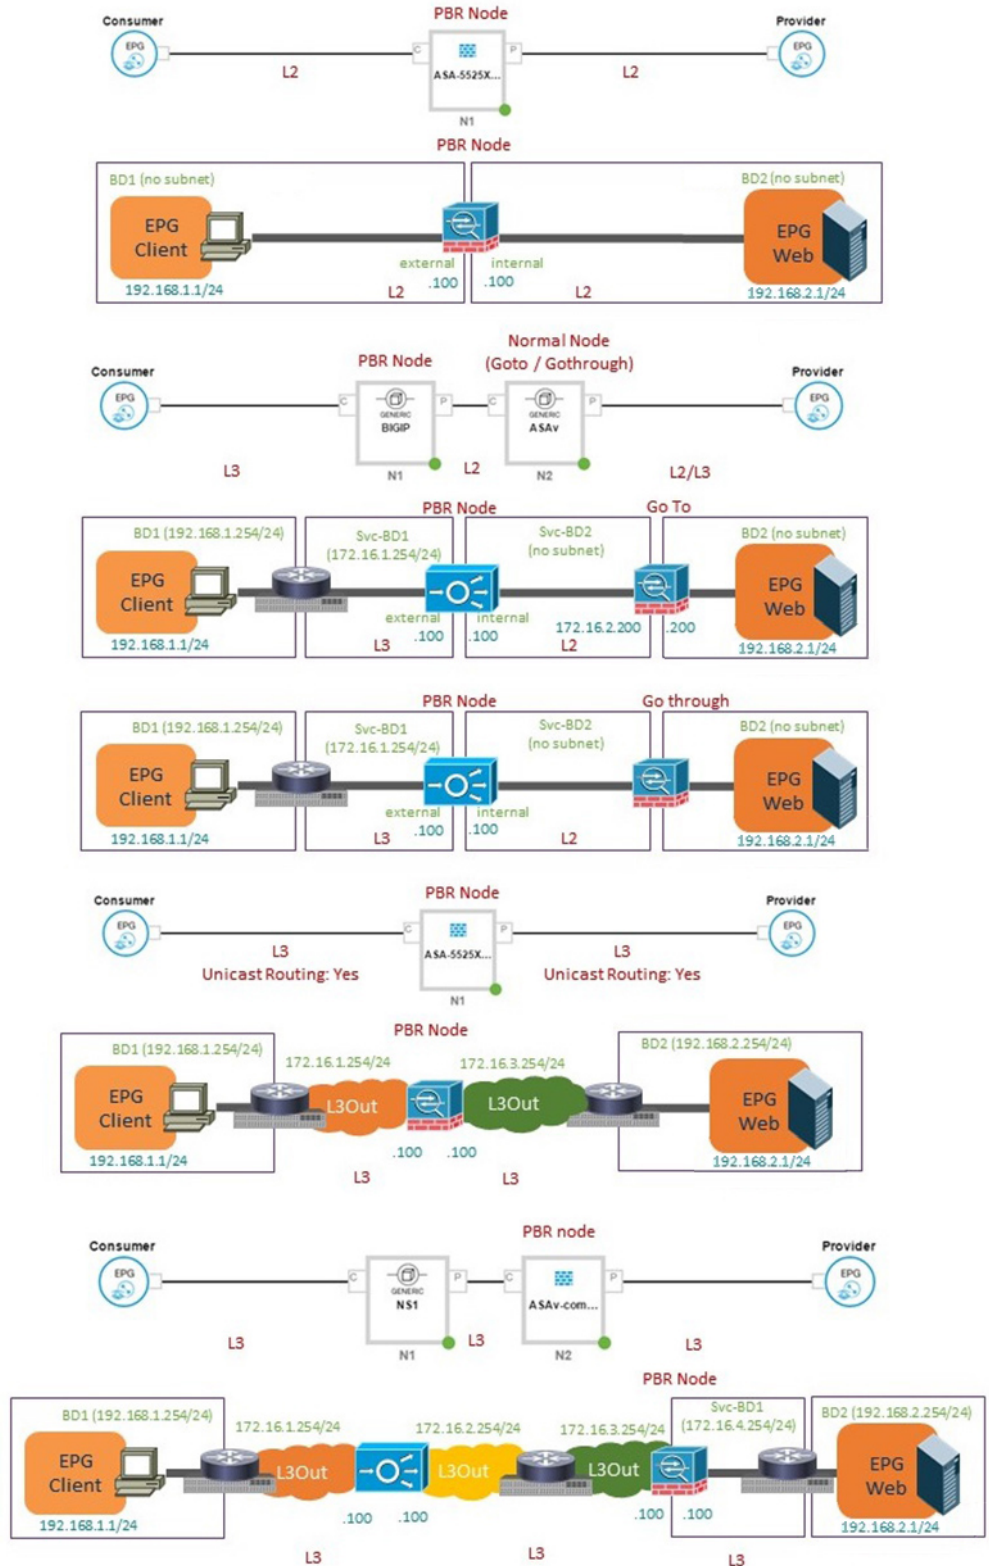 PBR Node
Consumer
Provider
EPG
C
P
EPG
ASA-5525X...
L2
L2
N1
PBR Node
BD1 (no subnet)
BD2 (no subnet)
EPG Client
EPG Web
external
internal
.100
.100
192.168.1.1/24
L2
L2
192.168.2.1/24
Normal Node
(Goto / Gothrough)
PBR Node
Consumer
Provider
EPG
C
P
C
P
EPG
GENERIC
GENERIC
BIGIP
ASAv
L3
N1
L2
N2
L2/L3
PBR Node
Go To
BD1 (192.168.1.254/24)
Svc-BD1
(172.16.1.254/24)
Svc-BD2
(no subnet)
BD2 (no subnet)
EPG Client
EPG Web
external
internal
.100
.100
172.16.2.200
.200
192.168.1.1/24
L3
L2
192.168.2.1/24
PBR Node
Go through
BD1 (192.168.1.254/24)
Svc-BD1
(172.16.1.254/24)
Svc-BD2
(no subnet)
BD2 (no subnet)
EPG Client
EPG Web
external
internal
.100
.100
192.168.1.1/24
L3
L2
192.168.2.1/24
PBR Node
Consumer
Provider
EPG
C
P
EPG
ASA-5525X...
L3
Unicast Routing: Yes
L3
Unicast Routing: Yes
N1
PBR Node
BD1 (192.168.1.254/24)
172.16.1.254/24
172.16.3.254/24
BD2 (192.168.2.254/24)
EPG Client
L3Out
L3Out
EPG Web
.100
.100
192.168.1.1/24
L3
L3
192.168.2.1/24
PBR node
Consumer
Provider
EPG
C
P
C
P
EPG
GENERIC
NS1
ASAv-com...
L3
N1
L3
N2
L3
PBR Node
BD1 (192.168.1.254/24)
172.16.1.254/24
172.16.2.254/24
172.16.3.254/24
Svc-BD1
(172.16.4.254/24)
BD2 (192.168.2.254/24)
EPG Client
L3Out
L3Out
L3Out
EPG Web
.100
.100
.100
.100
192.168.1.1/24
192.168.2.1/24
L3
L3
L3